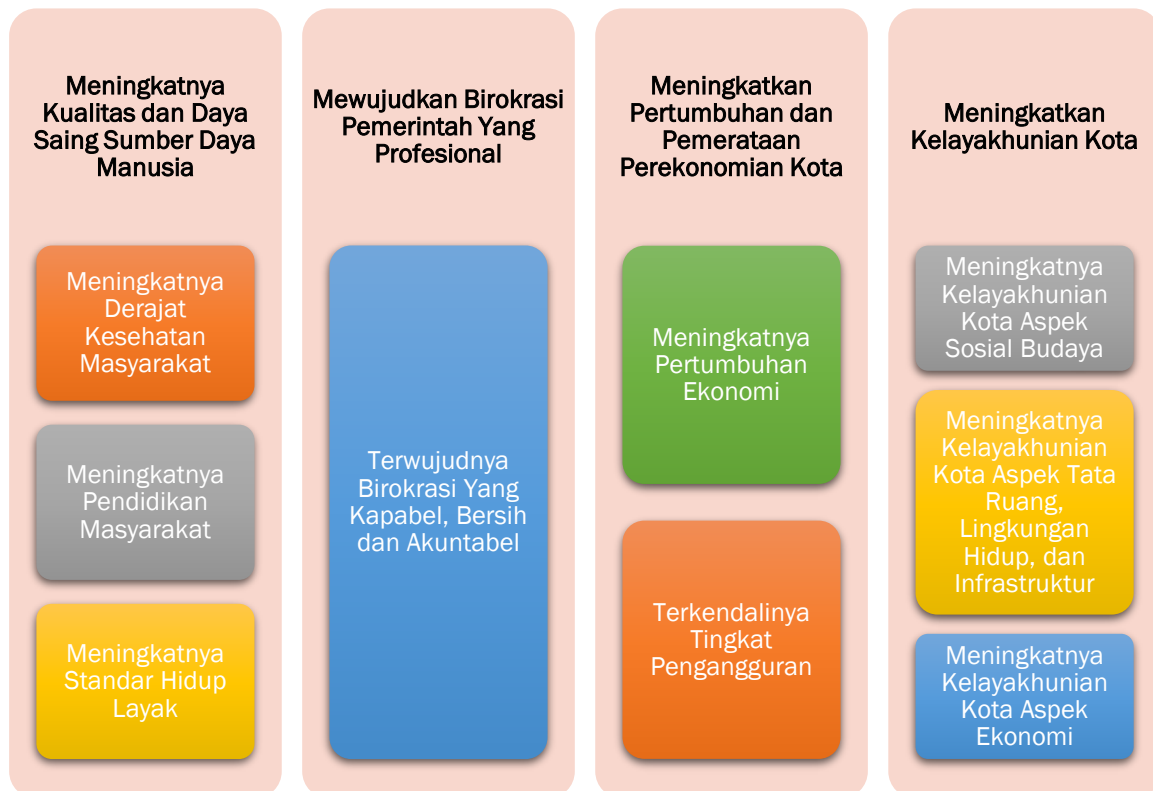 Meningkatnya
Kualitas dan Daya
Saing Sumber Daya
Manusia
Meningkatnya
Derajat
Kesehatan
Masyarakat
Meningkatnya
Pendidikan
Masyarakat
Meningkatnya
Standar Hidup
Layak
Mewujudkan Birokrasi
Pemerintah Yang
Profesional
Terwujudnya
Birokrasi Yang
Kapabel, Bersih
dan Akuntabel
Meningkatkan
Pertumbuhan dan
Pemerataan
Perekonomian Kota
Meningkatnya
Pertumbuhan
Ekonomi
Terkendalinya
Tingkat
Pengangguran
Meningkatkan
Kelayakhunian Kota
Meningkatnya
Kelayakhunian
Kota Aspek
Sosial Budaya
Meningkatnya
Kelayakhunian
Kota Aspek Tata
Ruang,
Lingkungan
Hidup, dan
Infrastruktur
Meningkatnya
Kelayakhunian
Kota Aspek
Ekonomi